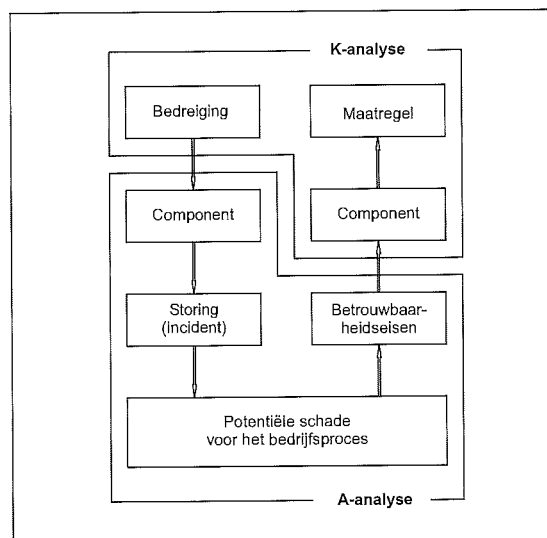 K-analyse
Bedreiging
Maatregel
Component
Component
Storing
(incident)
Betrouwbaar-
heidseisen
Potentiële schade
voor het bedrijfsproces
A-analyse